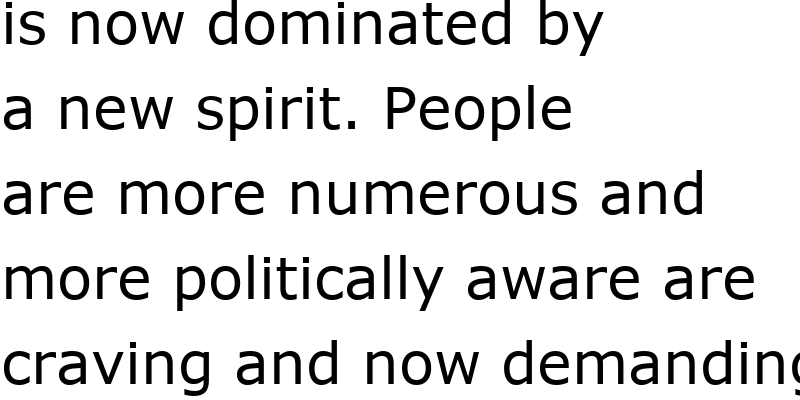 is now dominated by
a new spirit. People
are more numerous and
more politically aware are
craving and now demanding